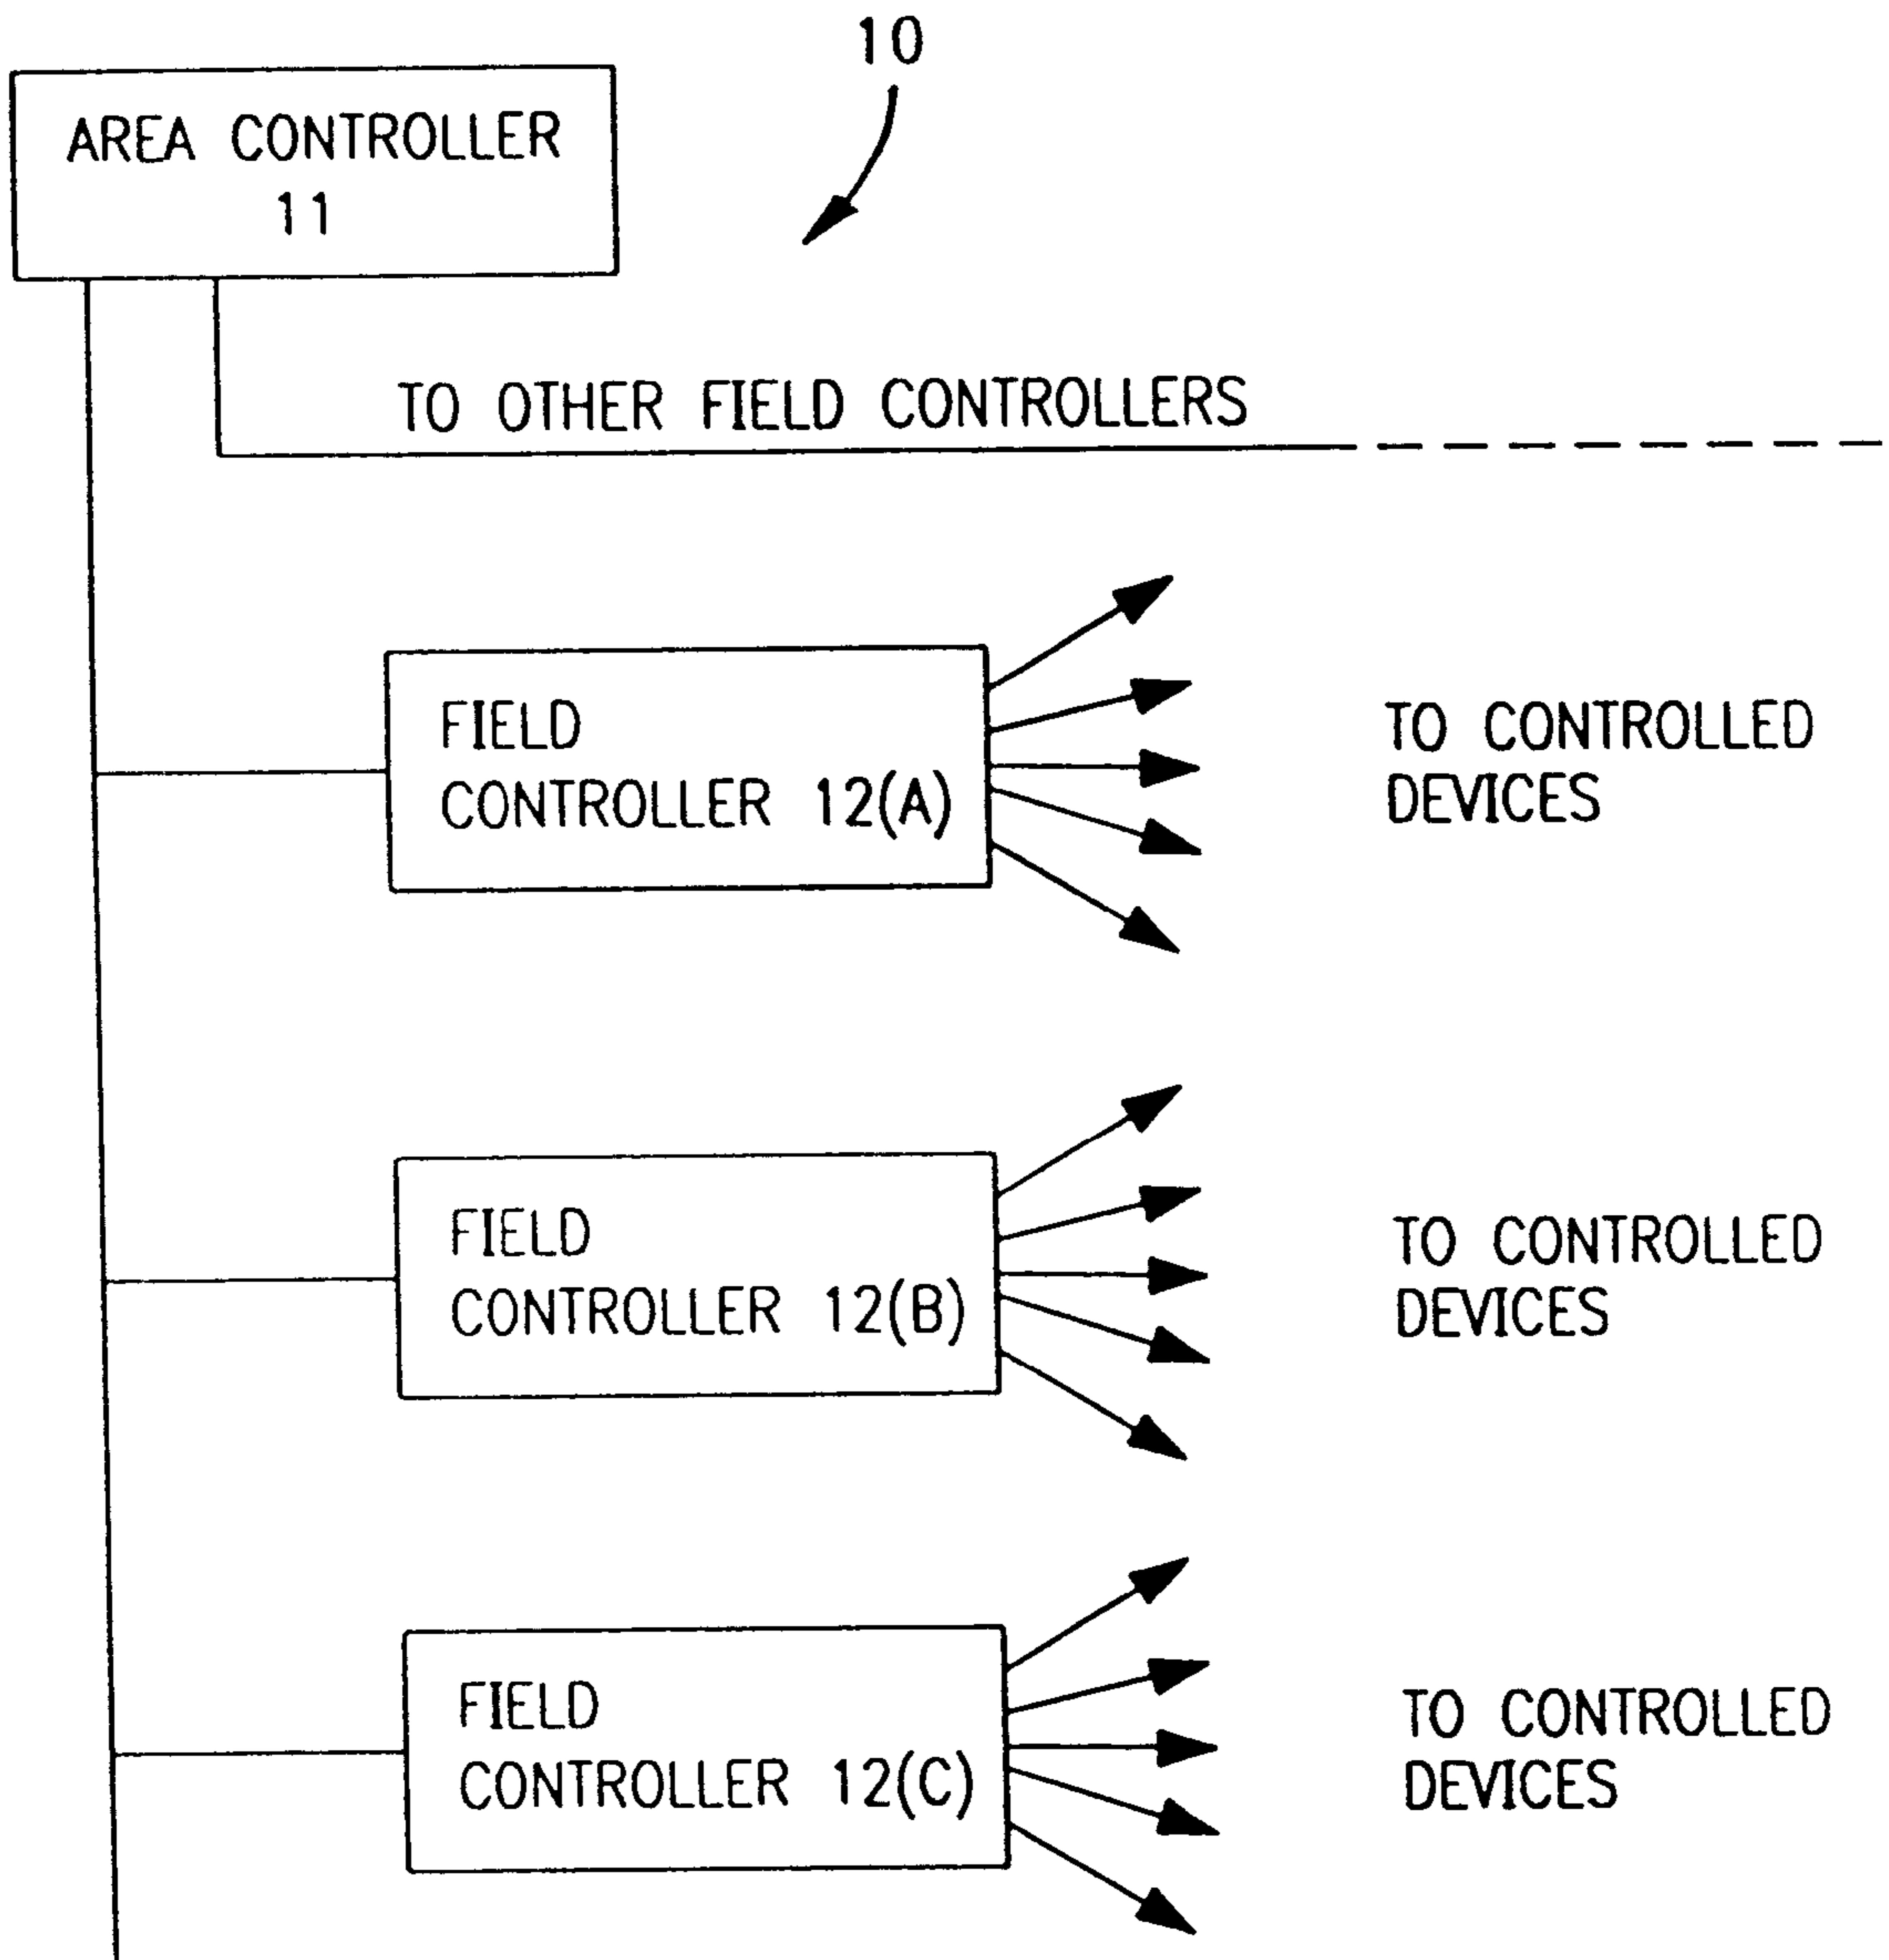 10
AREA CONTROLLER
11
TO OTHER FIELD CONTROLLERS
FIELD
CONTROLLER 12(A)
TO CONTROLLED
DEVICES
FIELD
CONTROLLER 12(B)
TO CONTROLLED
DEVICES
FIELD
CONTROLLER 12(C)
TO CONTROLLED
DEVICES